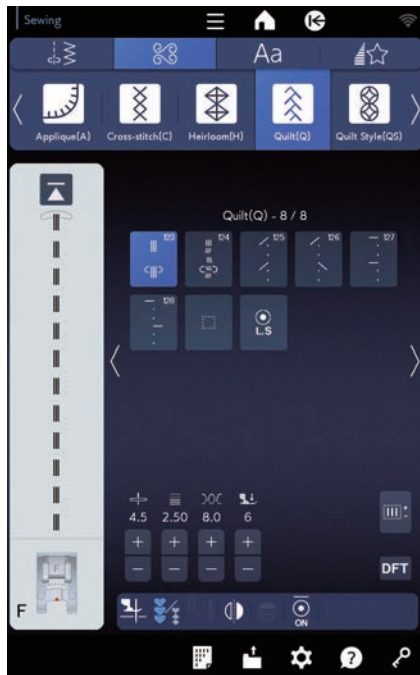 Sewing
Aa
Applique(A) Cross-stitch(C) Heirloom(H) Quilt(Q) Quilt Style(QS)
Quilt(Q) - 8 / 8
123 124 125 126 127
128 L.S
4.5 2.50 8.0 6
+ + + +
− − − −
DFT
F
F
ON
?